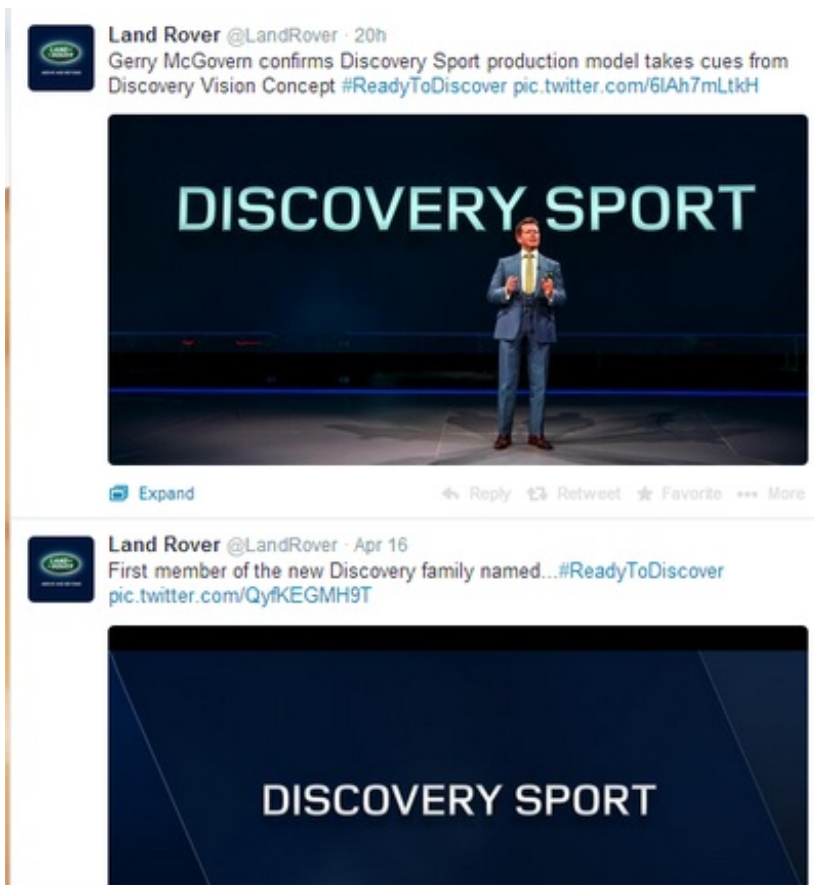 Land Rover @LandRover · 20h
Gerry McGovern confirms Discovery Sport production model takes cues from
Discovery Vision Concept #ReadyToDiscover pic.twitter.com/6lAh7mLtkH
DISCOVERY SPORT
Expand Reply Retweet Favorite More
Land Rover @LandRover · Apr 16
First member of the new Discovery family named...#ReadyToDiscover
pic.twitter.com/QyfKEGMH9T
DISCOVERY SPORT